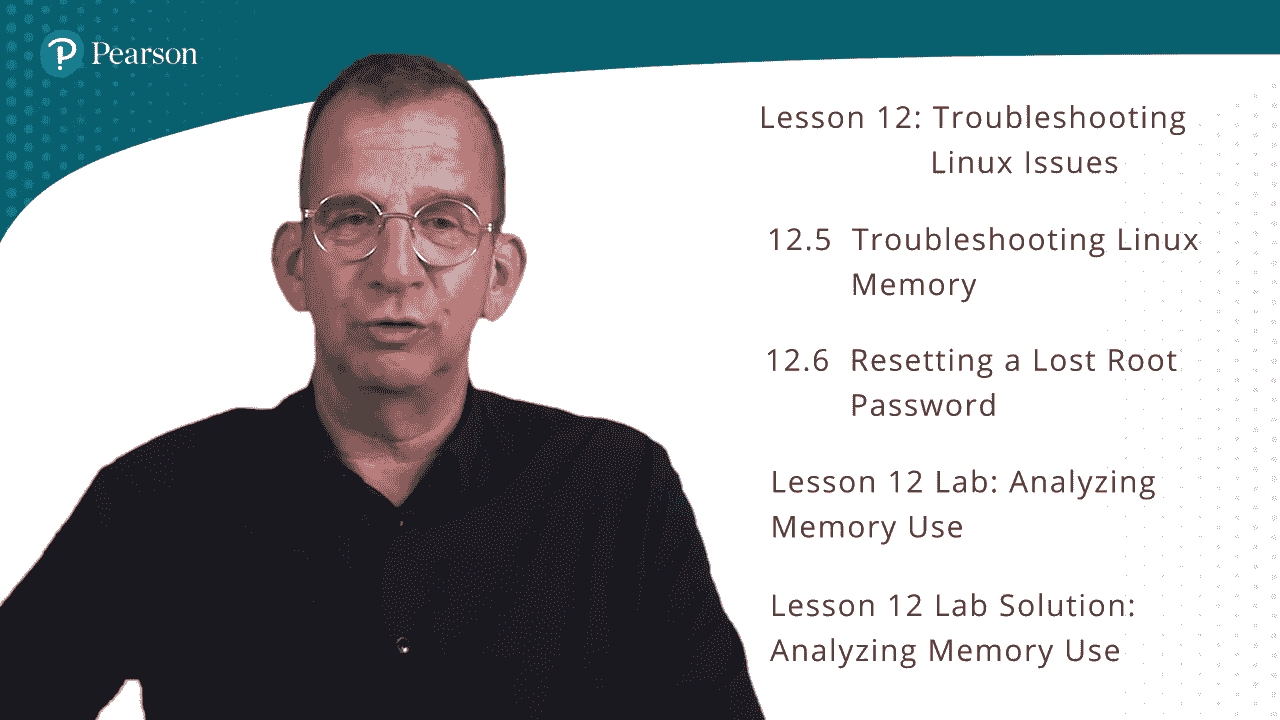 Pearson
Lesson 12: Troubleshooting
Linux Issues
12.5 Troubleshooting Linux
Memory
12.6 Resetting a Lost Root
Password
Lesson 12 Lab: Analyzing
Memory Use
Lesson 12 Lab Solution:
Analyzing Memory Use